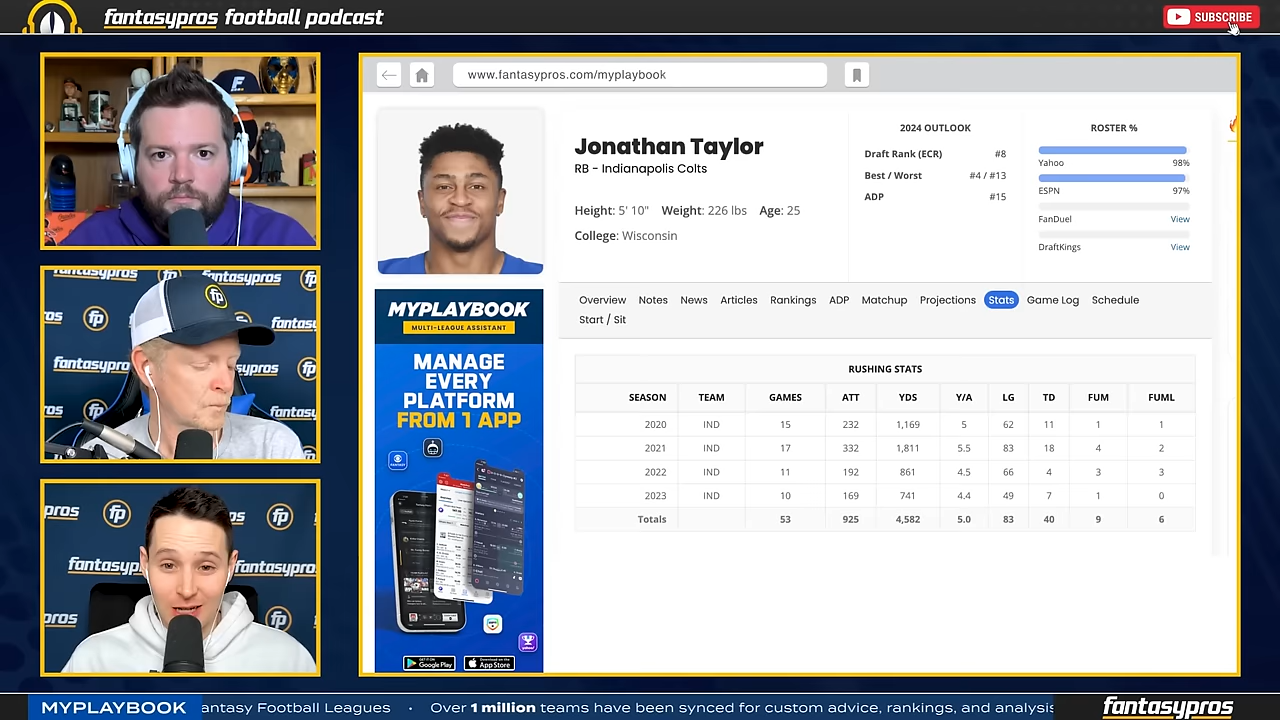 fantasypros football podcast
SUBSCRIBE
www.fantasypros.com/myplaybook
Jonathan Taylor
RB - Indianapolis Colts
Height: 5' 10" Weight: 226 lbs Age: 25
College: Wisconsin
2024 OUTLOOK
Draft Rank (ECR) #8
Best / Worst #4 / #13
ADP #15
ROSTER %
Yahoo 98%
ESPN 97%
FanDuel View
DraftKings View
Overview Notes News Articles Rankings ADP Matchup Projections Stats Game Log Schedule
Start / Sit
RUSHING STATS
SEASON TEAM GAMES ATT YDS Y/A LG TD FUM FUML
2020 IND 15 232 1,169 5 62 11 1 1
2021 IND 17 332 1,811 5.5 83 18 4 2
2022 IND 11 192 861 4.5 66 4 3 3
2023 IND 10 169 741 4.4 49 7 1 0
Totals 53 925 4,582 5.0 83 40 9 6
MYPLAYBOOK
MULTI-LEAGUE ASSISTANT
MANAGE
EVERY
PLATFORM
FROM 1 APP
Google Play
App Store
fantasypros
fp
fantasypros
fp
MYPLAYBOOK
antasy Football Leagues • Over 1 million teams have been synced for custom advice, rankings, and analysis
fantasypros